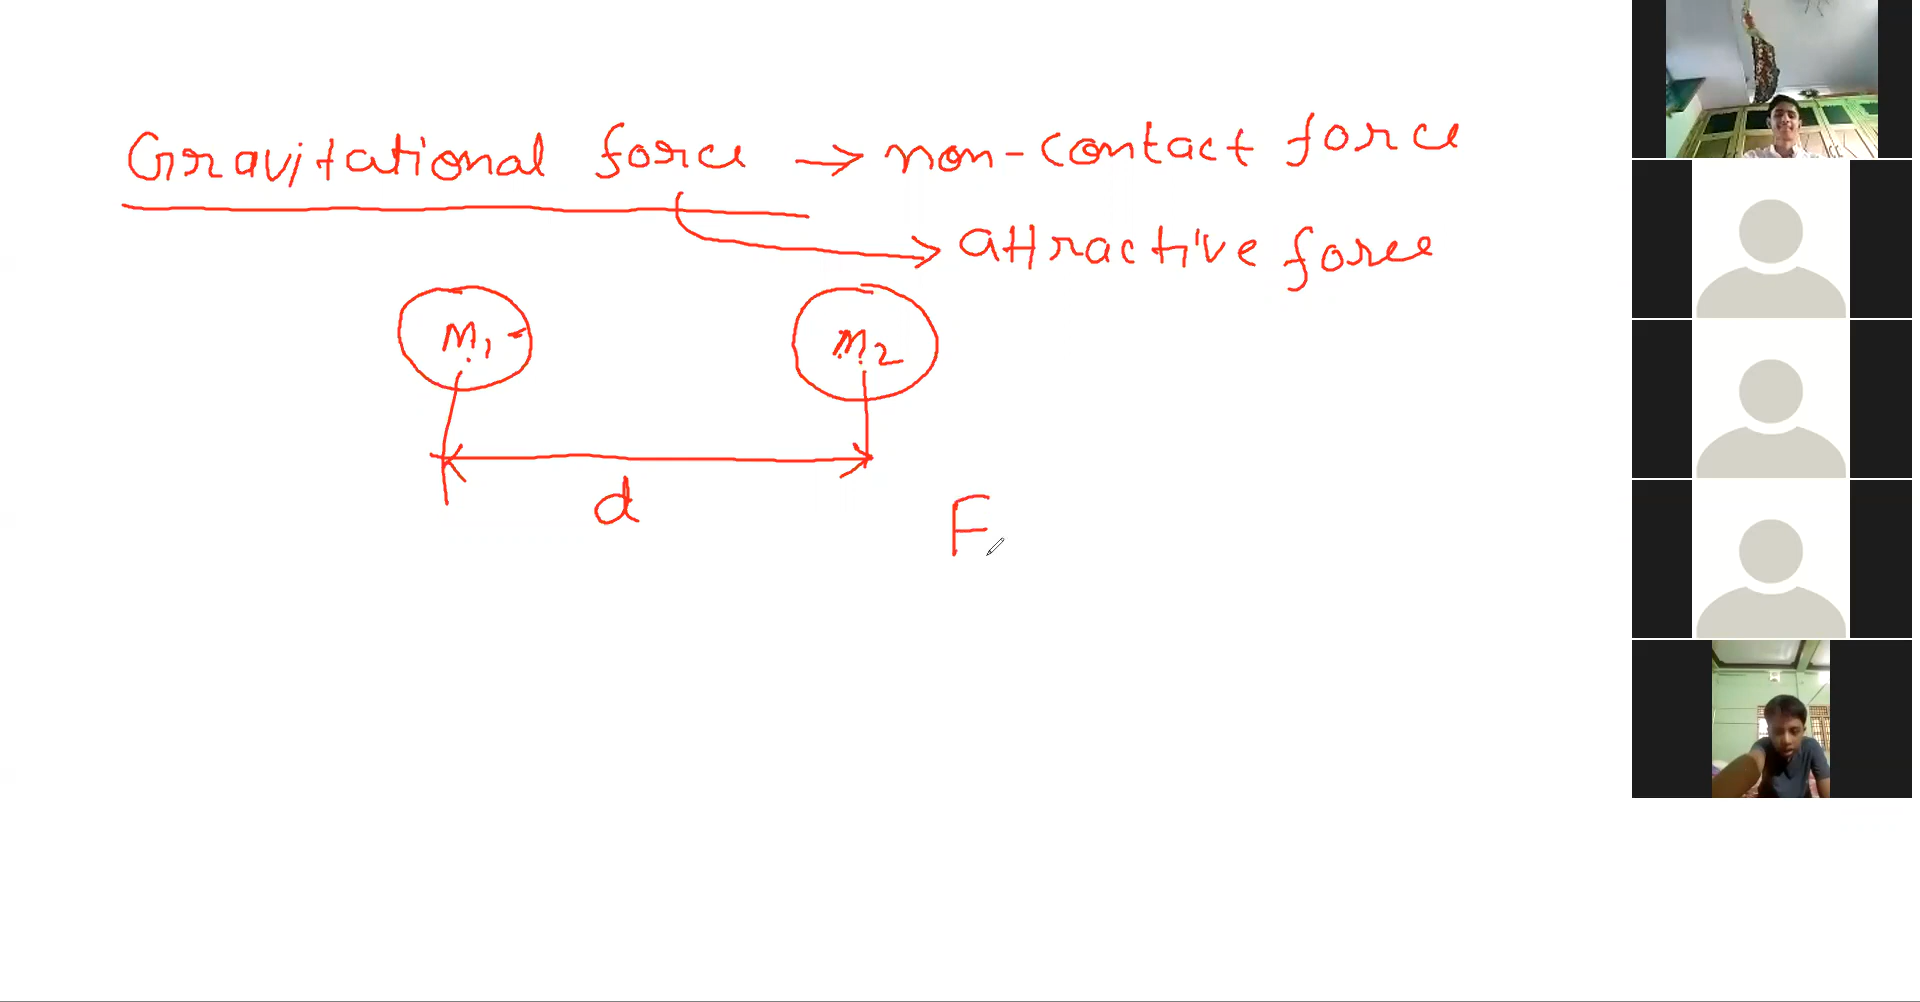 Gravitational force → non-contact force
→ attractive force
m₁ m₂
d
F